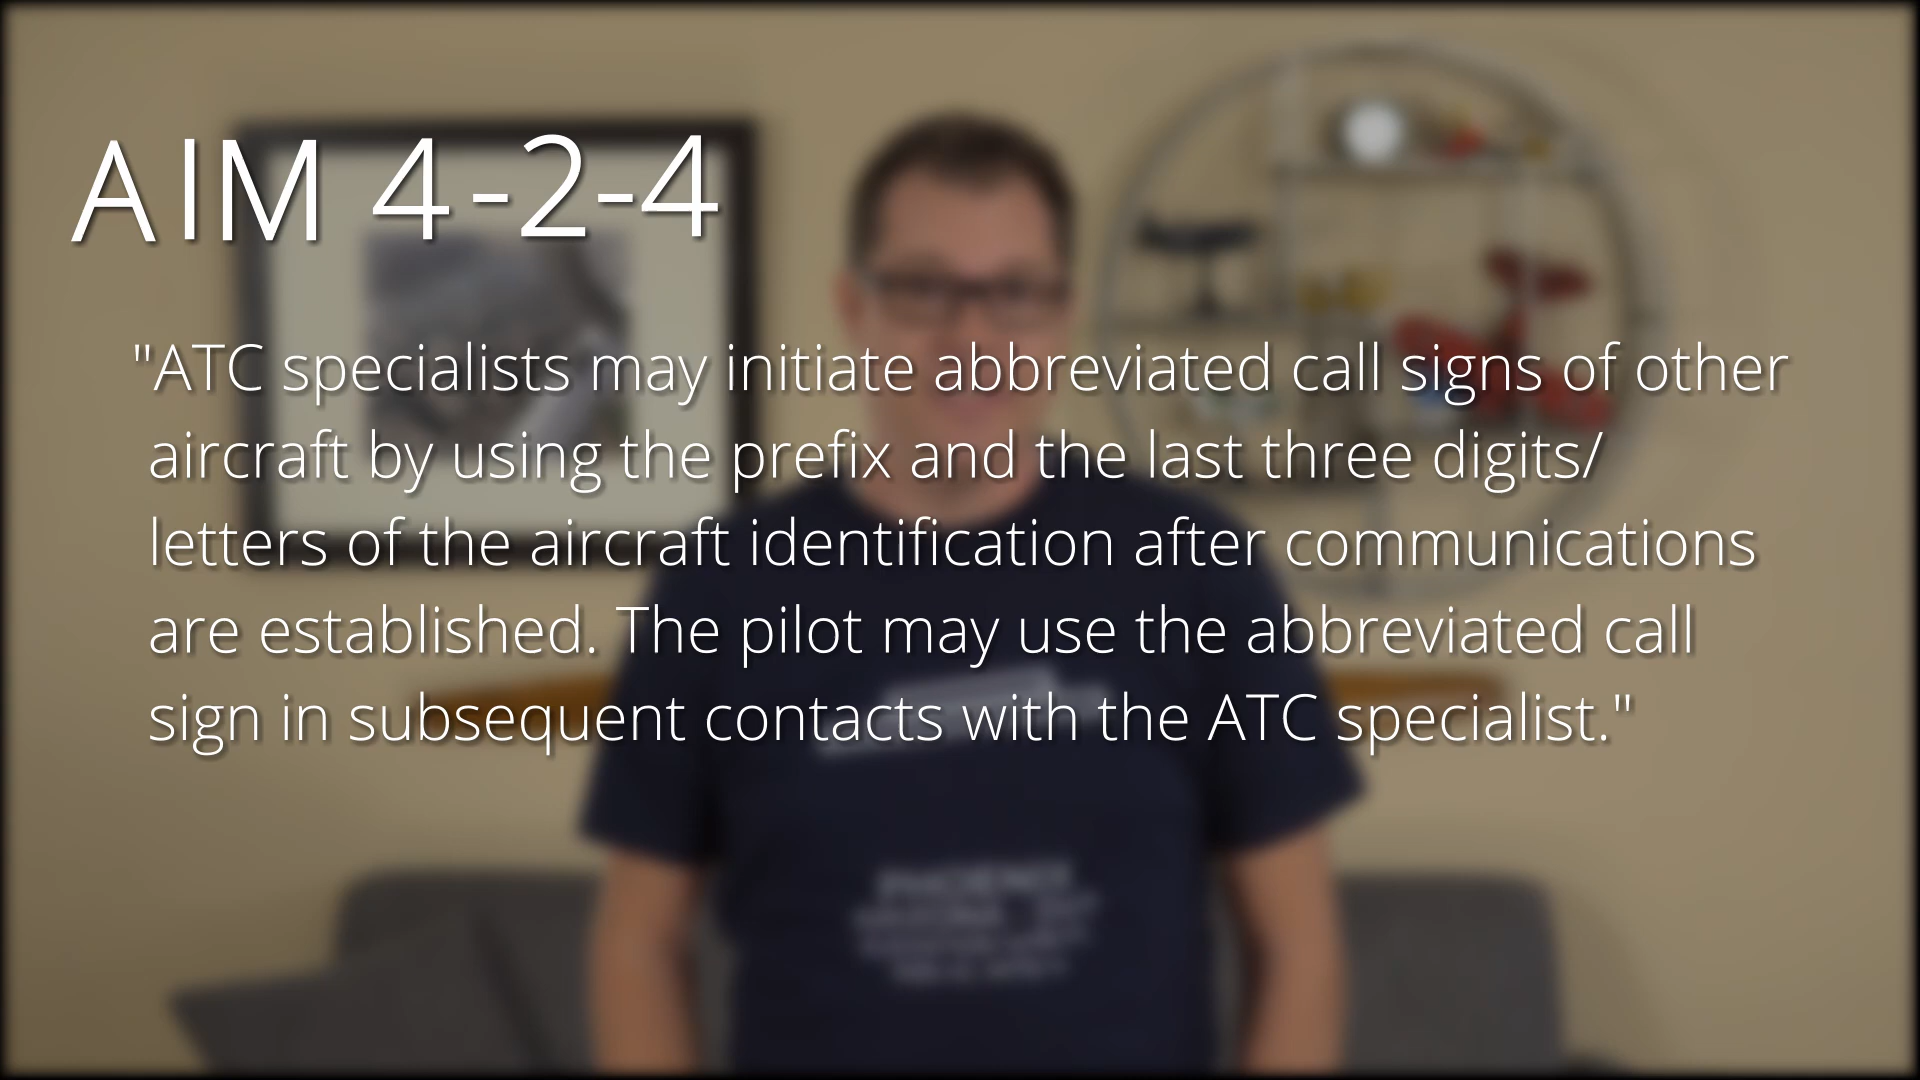 AIM 4-2-4
"ATC specialists may initiate abbreviated call signs of other
aircraft by using the prefix and the last three digits/
letters of the aircraft identification after communications
are established. The pilot may use the abbreviated call
sign in subsequent contacts with the ATC specialist."
PHOENIX